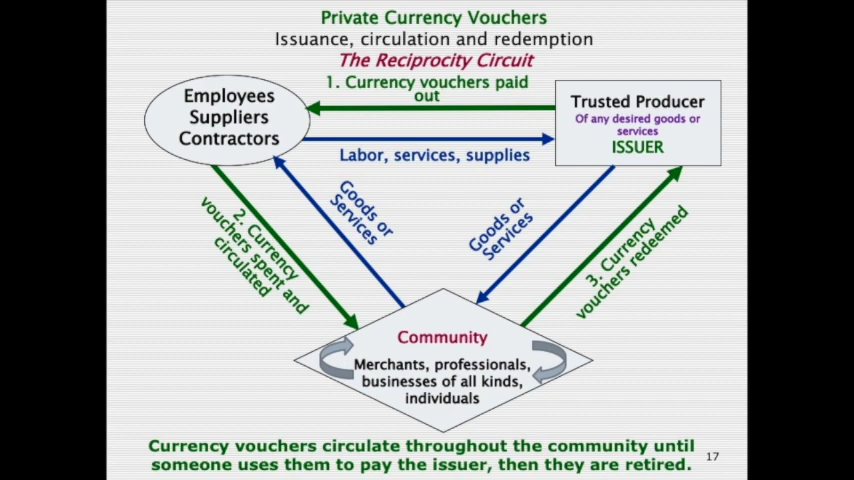 Private Currency Vouchers
Issuance, circulation and redemption
The Reciprocity Circuit
1. Currency vouchers paid
out
Employees
Suppliers
Contractors
Trusted Producer
Of any desired goods or
services
ISSUER
Labor, services, supplies
2. Currency
vouchers spent and
circulated
Goods or
Services
Goods or
Services
3. Currency
vouchers redeemed
Community
Merchants, professionals,
businesses of all kinds,
individuals
Currency vouchers circulate throughout the community until
someone uses them to pay the issuer, then they are retired.
17